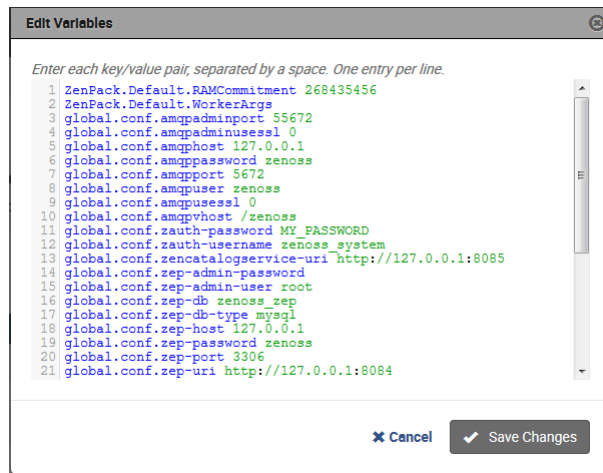 Edit Variables
Enter each key/value pair, separated by a space. One entry per line.
1 ZenPack.Default.RAMCommitment 268435456
2 ZenPack.Default.WorkerArgs
3 global.conf.amqpadminport 55672
4 global.conf.amqpadminusessl 0
5 global.conf.amqphost 127.0.0.1
6 global.conf.amqppassword zenoss
7 global.conf.amqpport 5672
8 global.conf.amqpuser zenoss
9 global.conf.amqpusessl 0
10 global.conf.amqpvhost /zenoss
11 global.conf.zauth-password MY_PASSWORD
12 global.conf.zauth-username zenoss_system
13 global.conf.zencatalogservice-uri http://127.0.0.1:8085
14 global.conf.zep-admin-password
15 global.conf.zep-admin-user root
16 global.conf.zep-db zenoss_zep
17 global.conf.zep-db-type mysql
18 global.conf.zep-host 127.0.0.1
19 global.conf.zep-password zenoss
20 global.conf.zep-port 3306
21 global.conf.zep-uri http://127.0.0.1:8084
Cancel
Save Changes